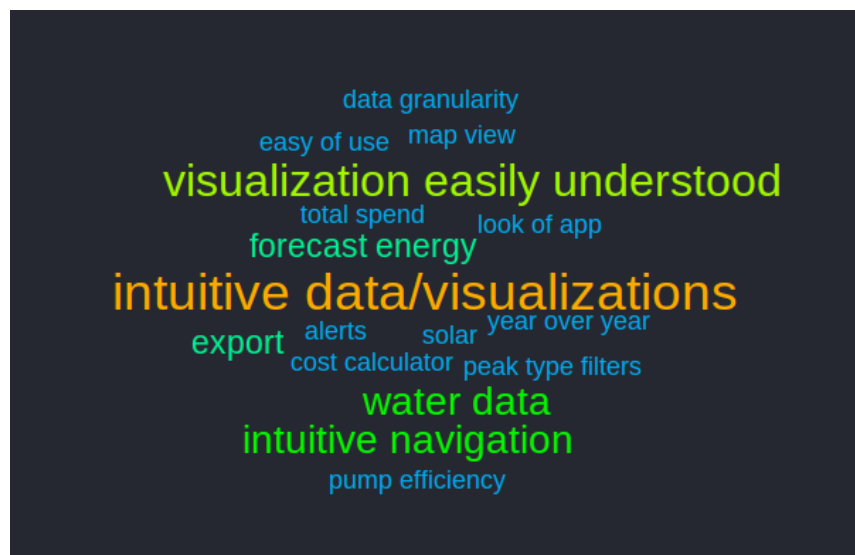 data granularity
easy of use
map view
visualization easily understood
total spend
look of app
forecast energy
intuitive data/visualizations
year over year
alerts
solar
export
cost calculator
peak type filters
water data
intuitive navigation
pump efficiency